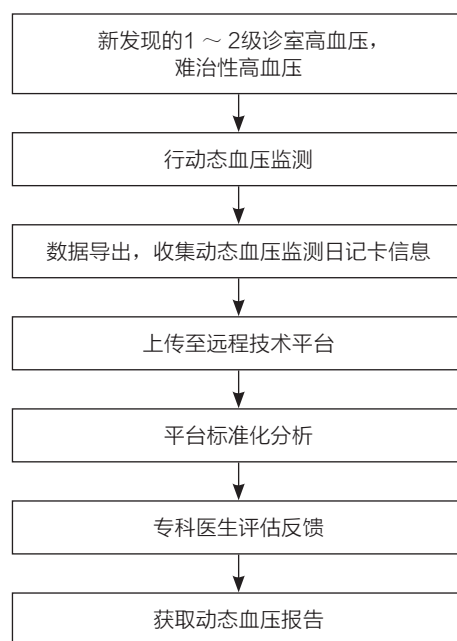 新发现的1 ～ 2级诊室高血压，
难治性高血压
行动态血压监测
数据导出，收集动态血压监测日记卡信息
上传至远程技术平台
平台标准化分析
专科医生评估反馈
获取动态血压报告